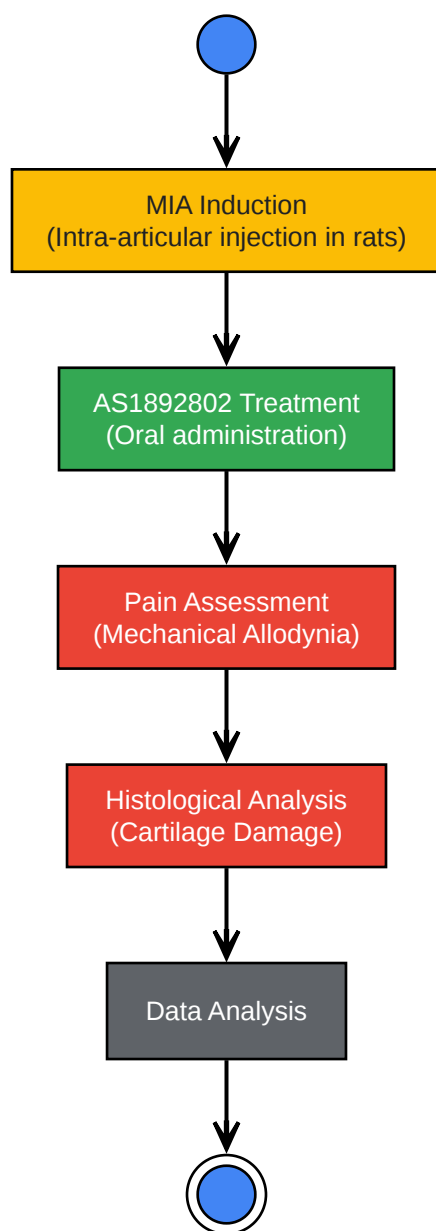 MIA Induction
(Intra-articular injection in rats)
AS1892802 Treatment
(Oral administration)
Pain Assessment
(Mechanical Allodynia)
Histological Analysis
(Cartilage Damage)
Data Analysis